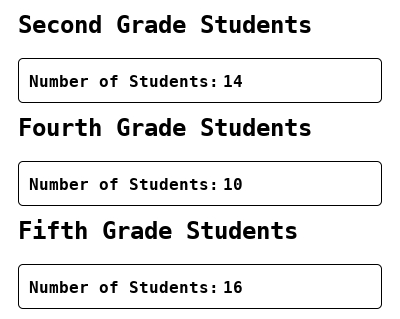 Second Grade Students
Number of Students: 14
Fourth Grade Students
Number of Students: 10
Fifth Grade Students
Number of Students: 16